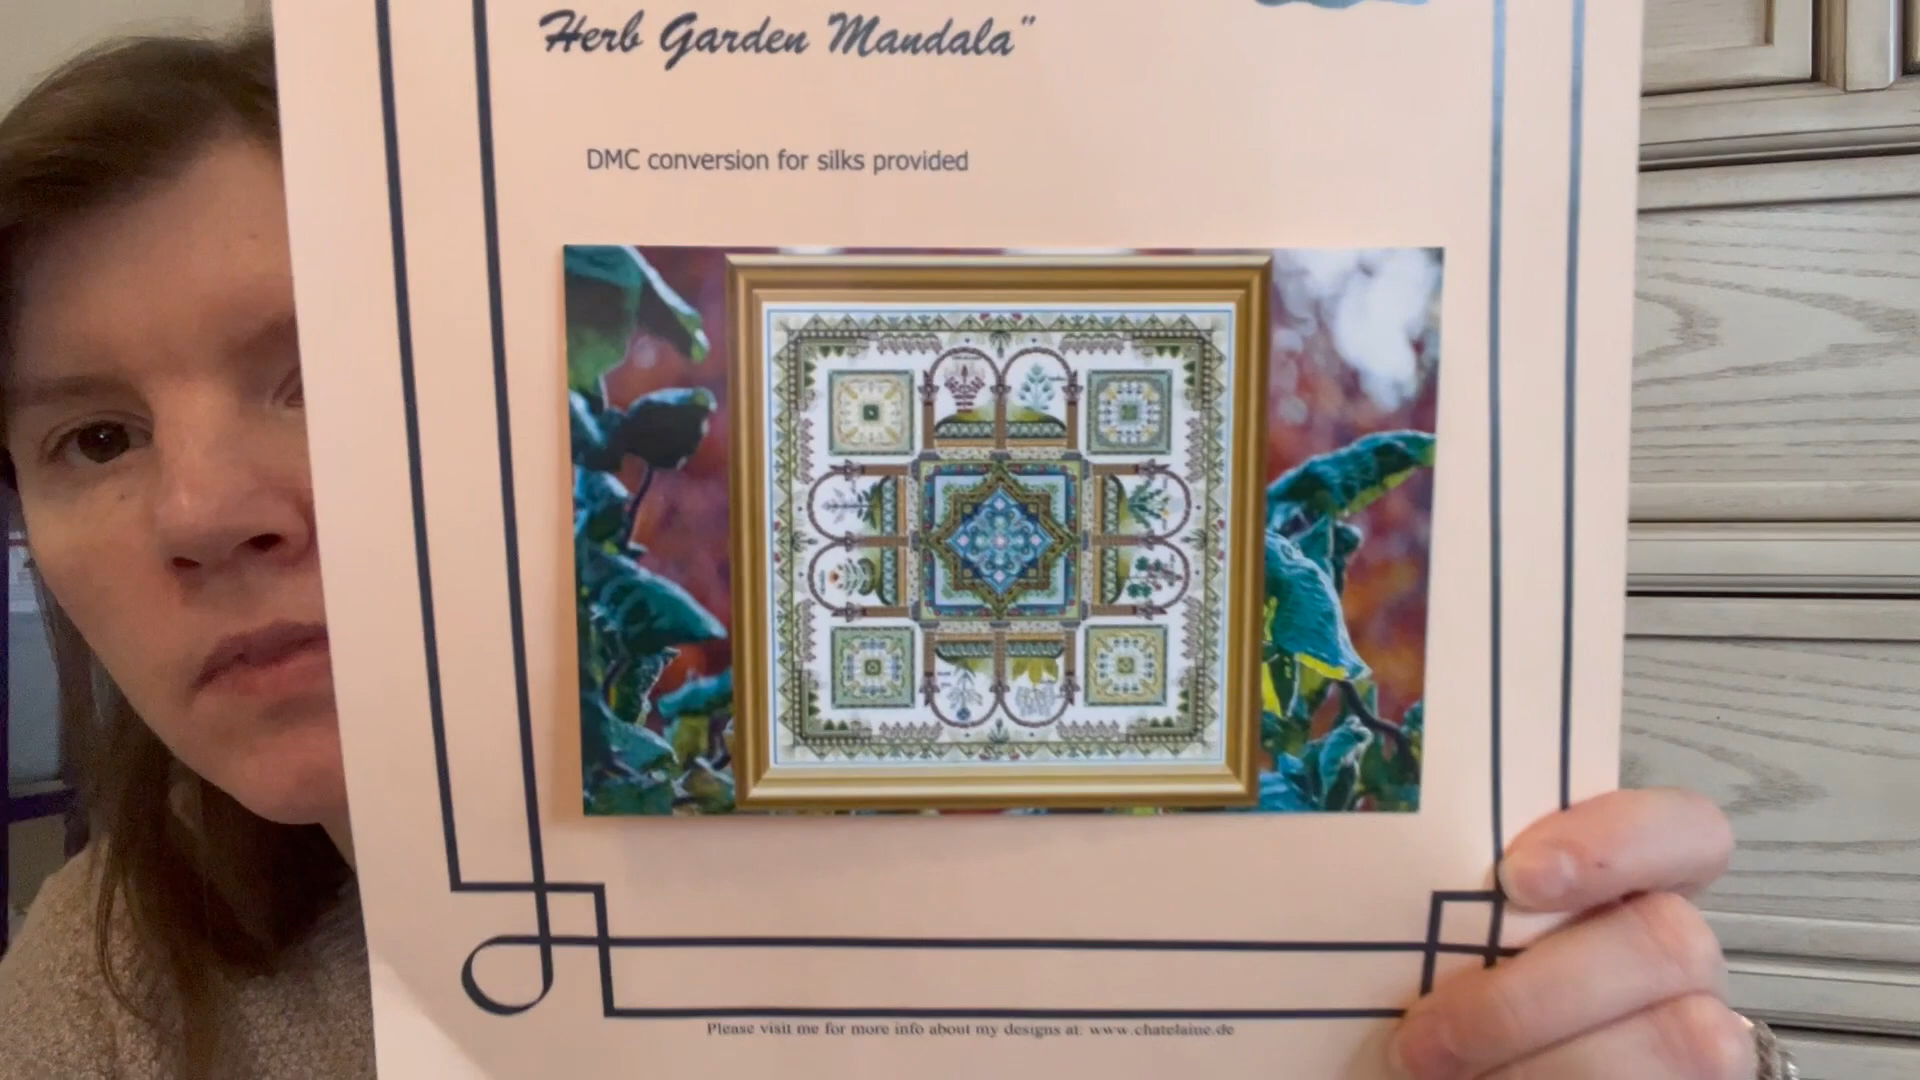 Herb Garden Mandala"
DMC conversion for silks provided
Please visit me for more info about my designs at: www.chatelaine.de